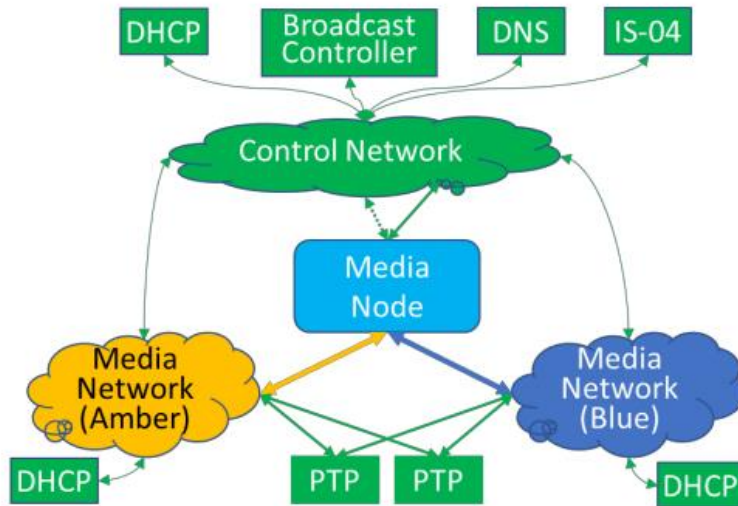 DHCP
Broadcast
Controller
DNS
IS-04
Control Network
Media
Node
Media
Network
(Amber)
Media
Network
(Blue)
DHCP
PTP
PTP
DHCP